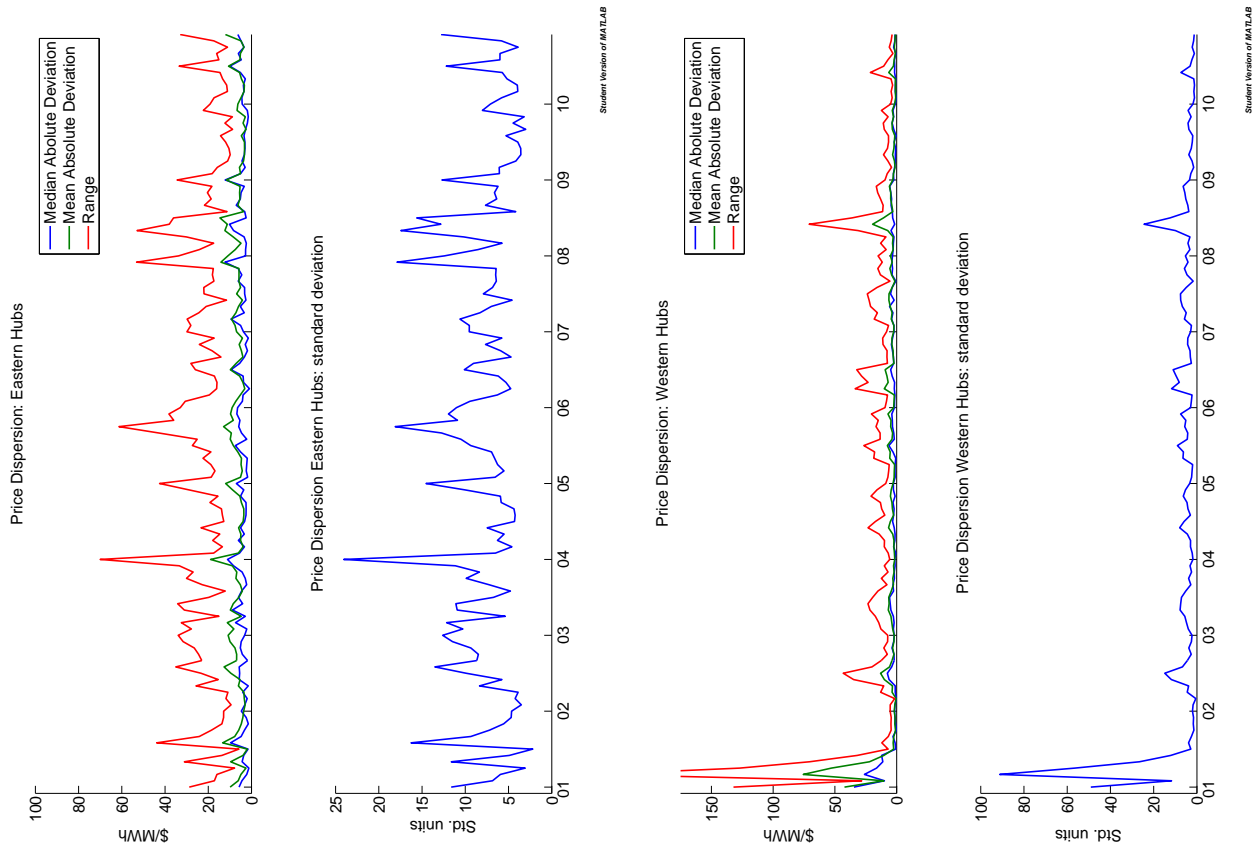 Price Dispersion: Eastern Hubs
Median Abolute Deviation
Mean Absolute Deviation
Range
100
80
60
40
20
0
$/MWh
Price Dispersion Eastern Hubs: standard deviation
25
20
15
10
5
0
Std. units
01 02 03 04 05 06 07 08 09 10
Student Version of MATLAB
Price Dispersion: Western Hubs
Median Abolute Deviation
Mean Absolute Deviation
Range
150
100
50
0
$/MWh
Price Dispersion Western Hubs: standard deviation
100
80
60
40
20
0
Std. units
01 02 03 04 05 06 07 08 09 10
Student Version of MATLAB